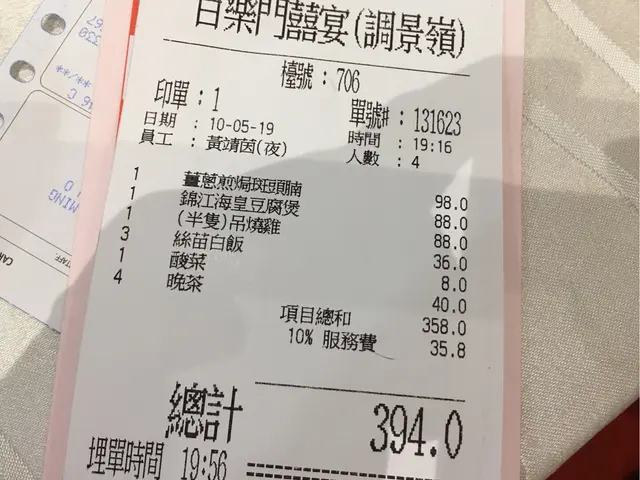 百樂門囍宴(調景嶺)
檯號 : 706
印單 : 1 單號# : 131623
日期 : 10-05-19 時間 : 19:16
員工 : 黃靖茵(夜) 人數 : 4
1 薑蔥煎焗斑頭腩 98.0
1 錦江海皇豆腐煲 88.0
1 (半隻)吊燒雞 88.0
3 絲苗白飯 36.0
1 酸菜 8.0
4 晚茶 40.0
項目總和 358.0
10% 服務費 35.8
總計 394.0
埋單時間 19:56